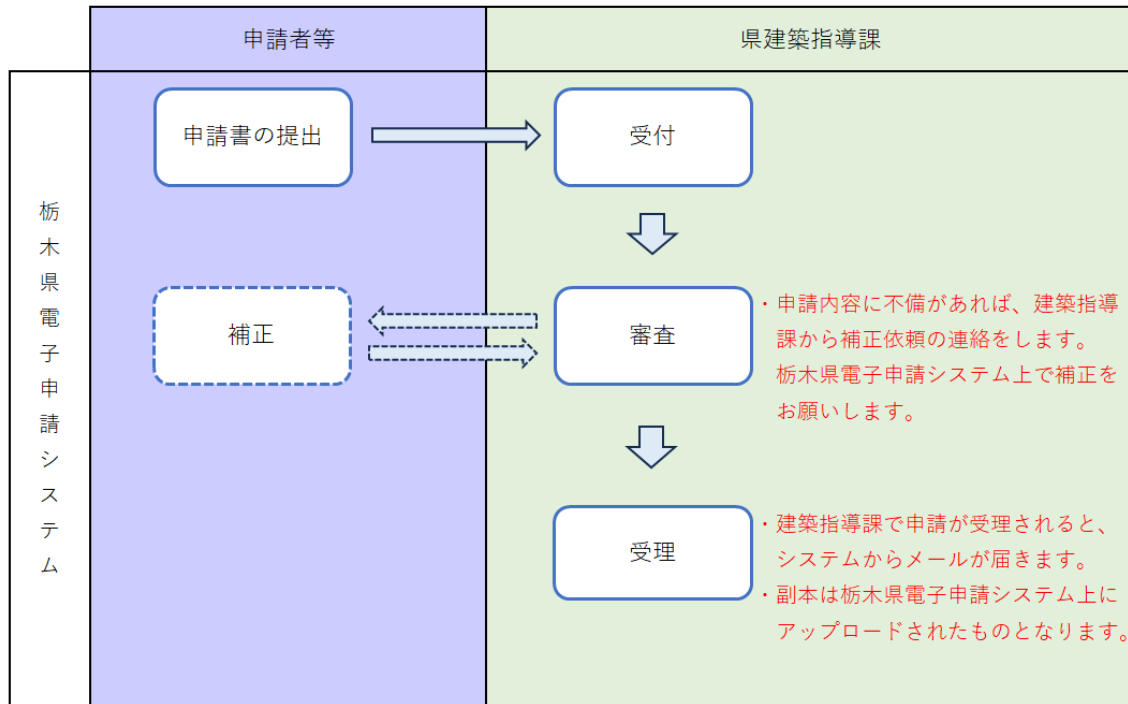 申請者等
県建築指導課
栃木県電子申請システム
申請書の提出
受付
補正
審査
・申請内容に不備があれば、建築指導
課から補正依頼の連絡をします。
栃木県電子申請システム上で補正を
お願いします。
受理
・建築指導課で申請が受理されると、
システムからメールが届きます。
・副本は栃木県電子申請システム上に
アップロードされたものとなります。